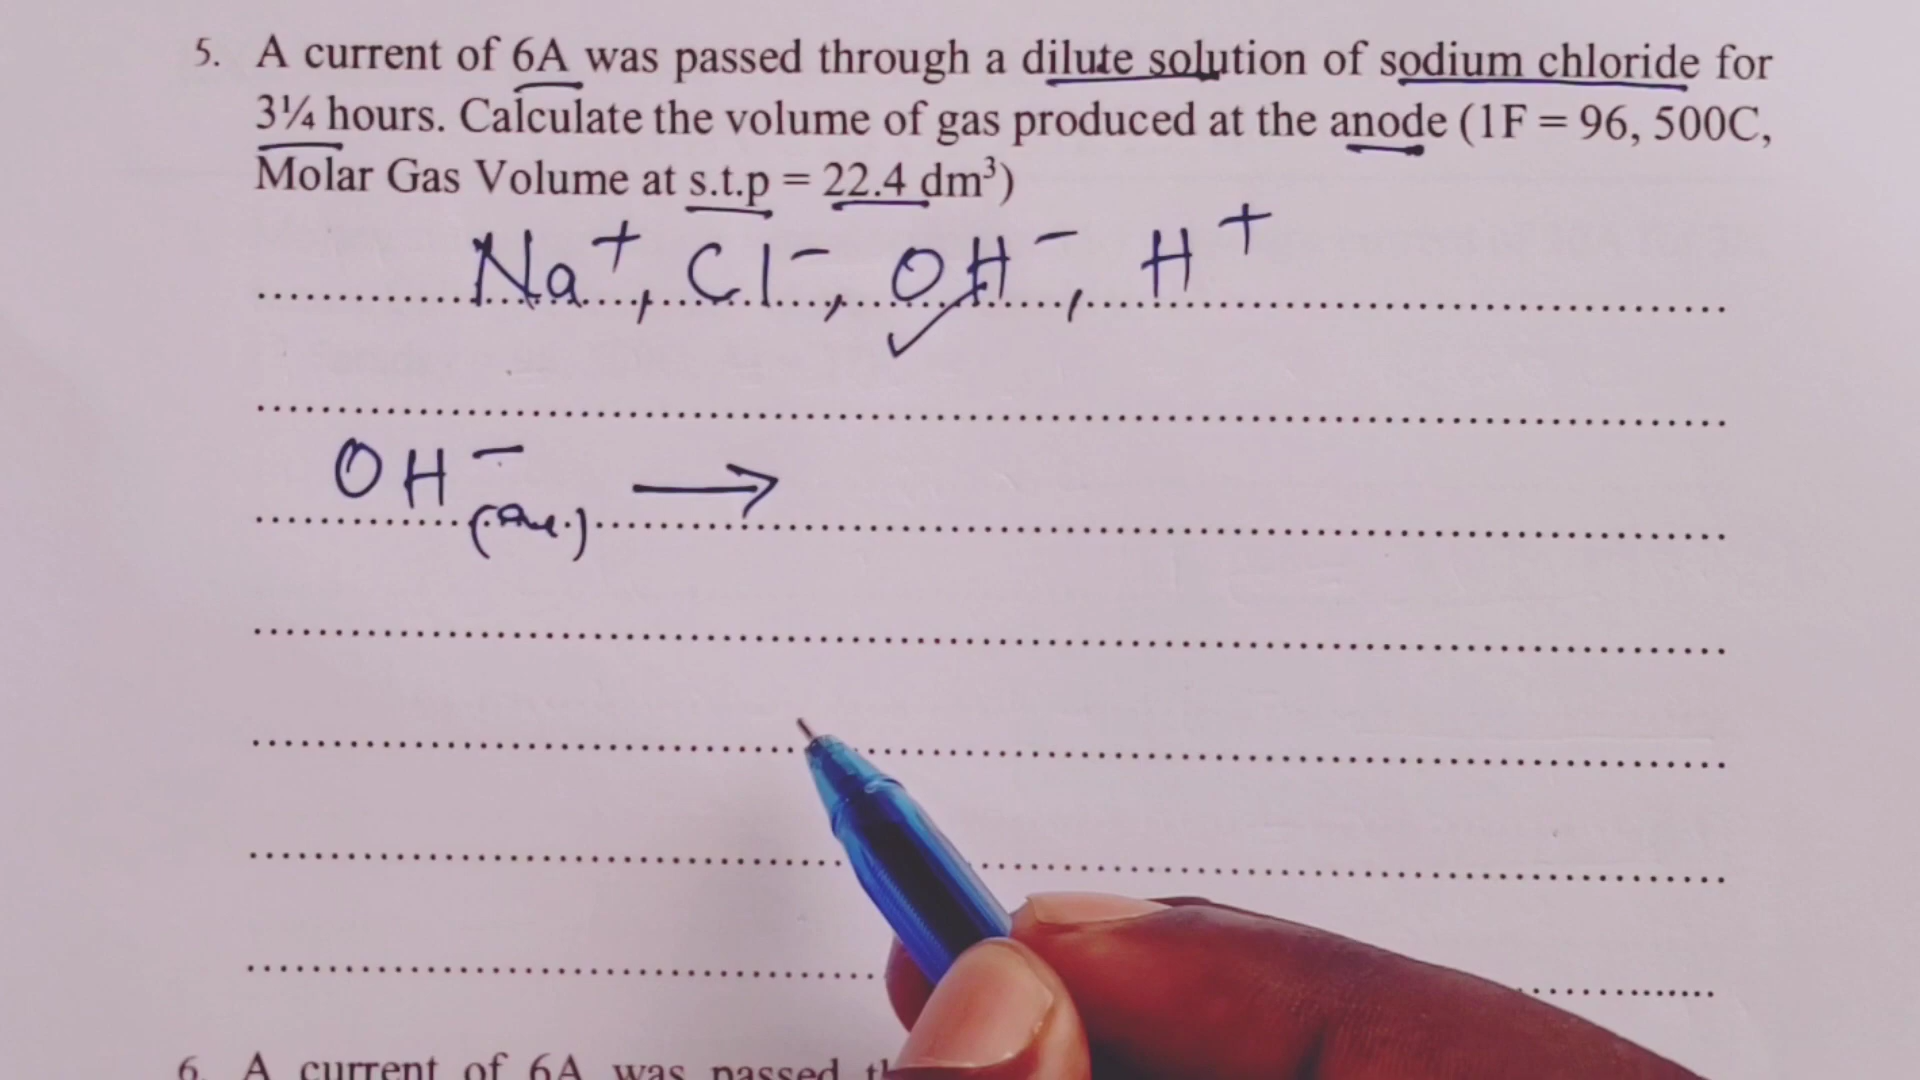 5. A current of 6A was passed through a dilute solution of sodium chloride for
3¼ hours. Calculate the volume of gas produced at the anode (1F = 96, 500C,
Molar Gas Volume at s.t.p = 22.4 dm³)
Na⁺, Cl⁻, OH⁻, H⁺
OH⁻(aq) →
6. A current of 6A was passed